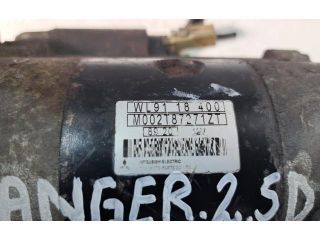 WL91 18 400
M002T87271ZT
12V
MITSUBISHI ELECTRIC
ANGER.2.5D